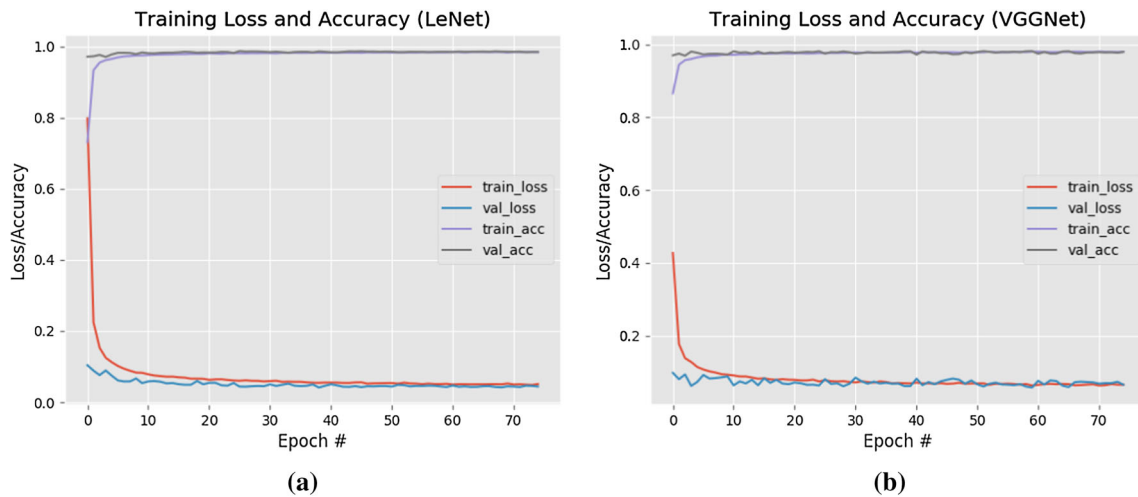 Training Loss and Accuracy (LeNet)
1.0
0.8
0.6
0.4
0.2
0.0
Loss/Accuracy
train_loss
val_loss
train_acc
val_acc
0 10 20 30 40 50 60 70
Epoch #
(a)
Training Loss and Accuracy (VGGNet)
1.0
0.8
0.6
0.4
0.2
Loss/Accuracy
train_loss
val_loss
train_acc
val_acc
0 10 20 30 40 50 60 70
Epoch #
(b)